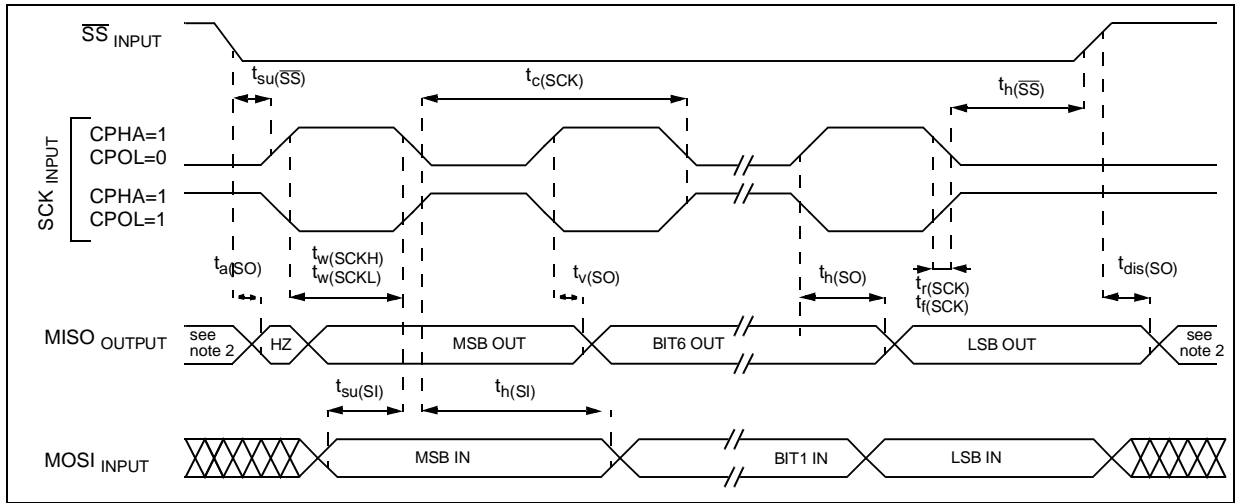 SS INPUT
tsu(SS)
tc(SCK)
th(SS)
SCK INPUT
CPHA=1
CPOL=0
CPHA=1
CPOL=1
ta(SO)
tw(SCKH)
tw(SCKL)
tv(SO)
th(SO)
tr(SCK)
tf(SCK)
tdis(SO)
MISO OUTPUT
see note 2
HZ
MSB OUT
BIT6 OUT
LSB OUT
see note 2
tsu(SI)
th(SI)
MOSI INPUT
MSB IN
BIT1 IN
LSB IN